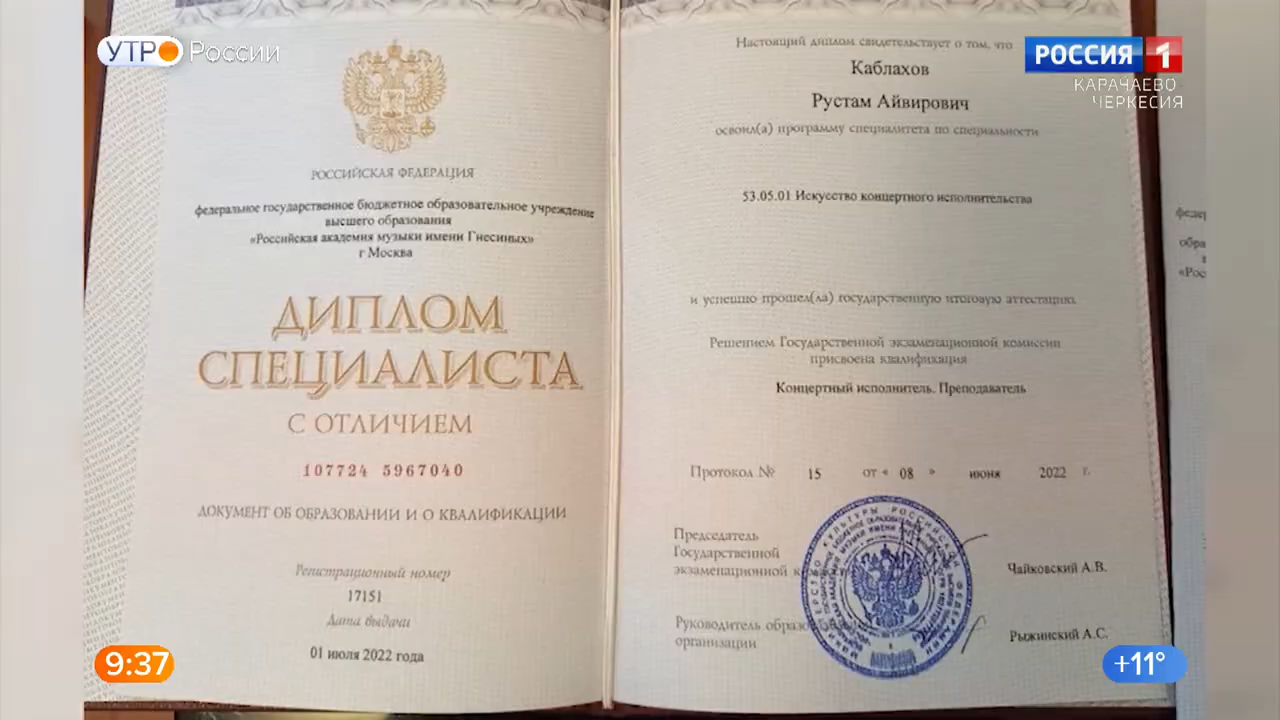 УТРО России
РОССИЯ 1
КАРАЧАЕВО
ЧЕРКЕСИЯ
РОССИЙСКАЯ ФЕДЕРАЦИЯ
федеральное государственное бюджетное образовательное учреждение
высшего образования
«Российская академия музыки имени Гнесиных»
г Москва
ДИПЛОМ
СПЕЦИАЛИСТА
С ОТЛИЧИЕМ
107724 5967040
ДОКУМЕНТ ОБ ОБРАЗОВАНИИ И О КВАЛИФИКАЦИИ
Регистрационный номер
17151
Дата выдачи
01 июля 2022 года
Настоящий диплом свидетельствует о том, что
Каблахов
Рустам Айвирович
освоил(а) программу специалитета по специальности
53.05.01 Искусство концертного исполнительства
и успешно прошел(ла) государственную итоговую аттестацию
Решением Государственной экзаменационной комиссии
присвоена квалификация
Концертный исполнитель. Преподаватель
Протокол № 15 от « 08 » июня 2022 г.
Председатель
Государственной
экзаменационной к
Чайковский А.В.
Руководитель образо
организации
Рыжинский А.С.
9:37
+11°